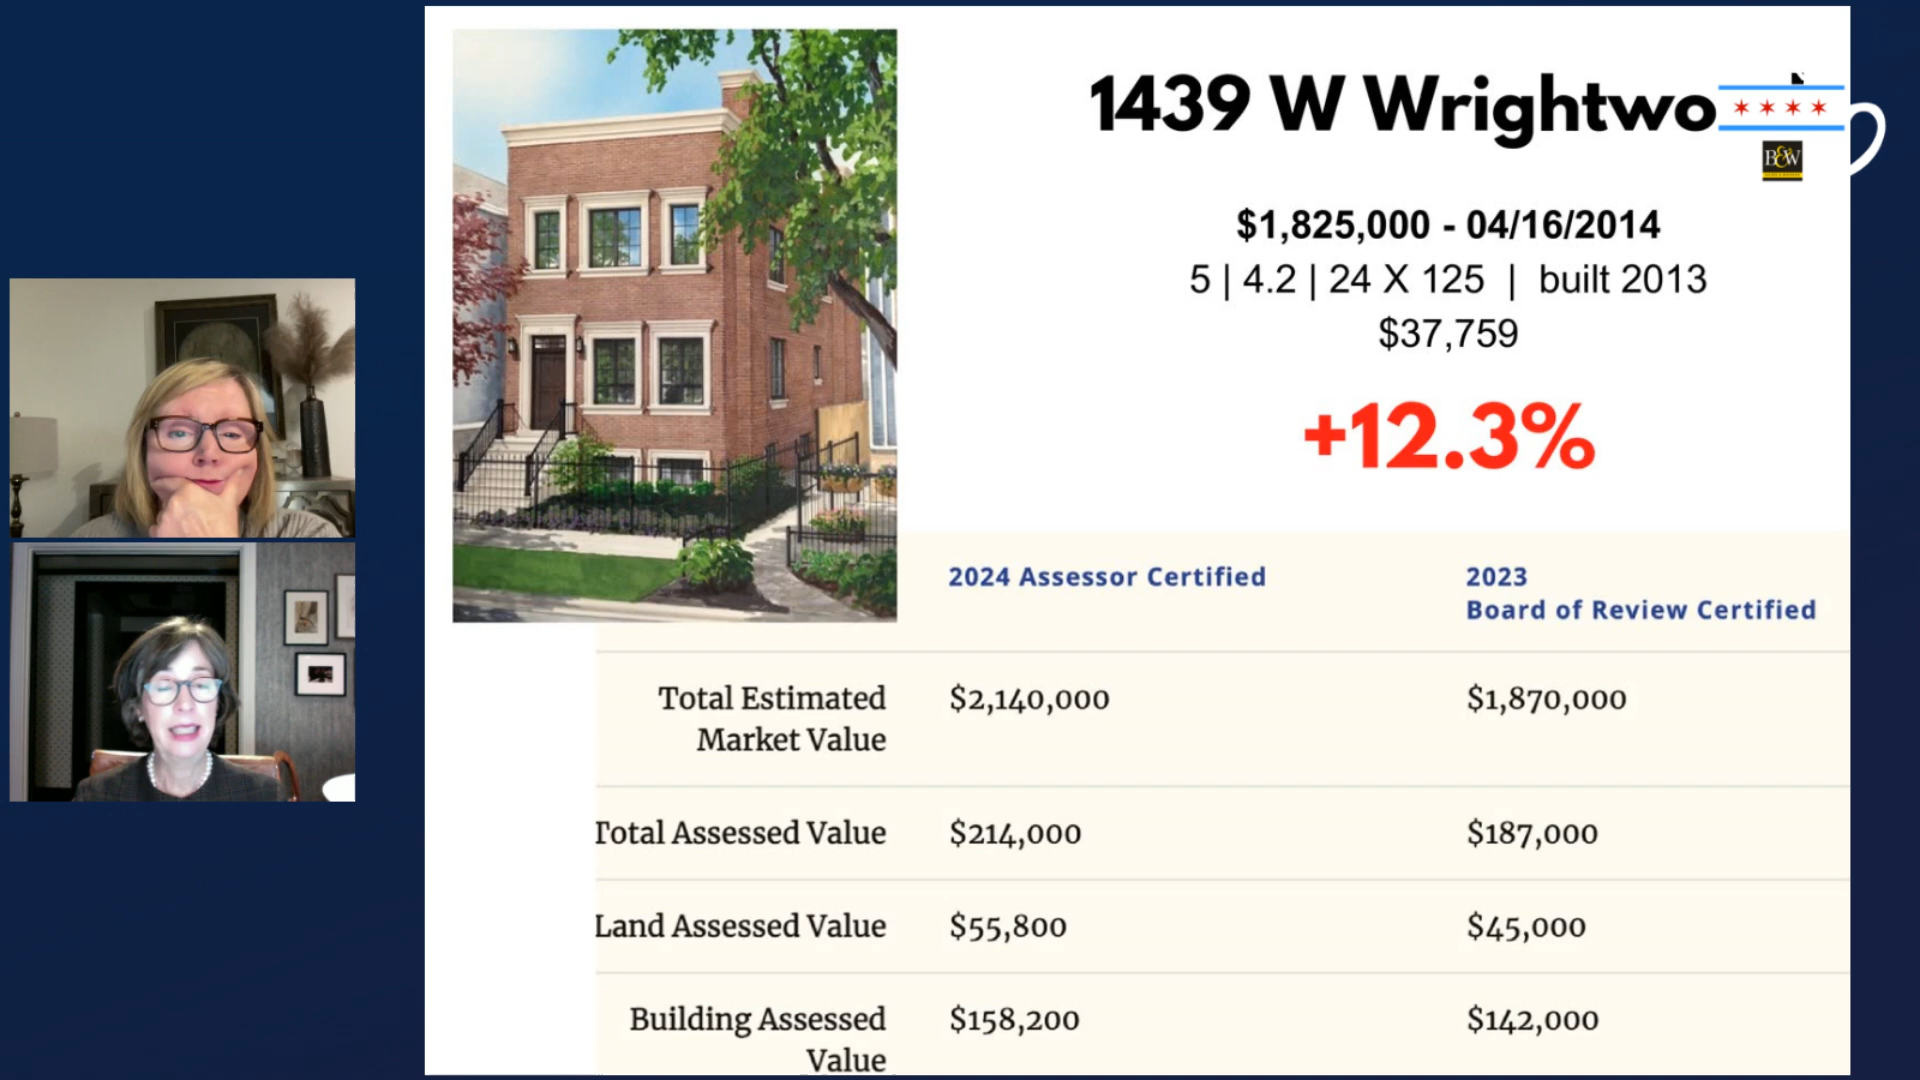 1439 W Wrightwo
B&W
$1,825,000 - 04/16/2014
5 | 4.2 | 24 X 125 | built 2013
$37,759
+12.3%
2024 Assessor Certified
2023
Board of Review Certified
Total Estimated
Market Value
$2,140,000
$1,870,000
Total Assessed Value
$214,000
$187,000
Land Assessed Value
$55,800
$45,000
Building Assessed
Value
$158,200
$142,000